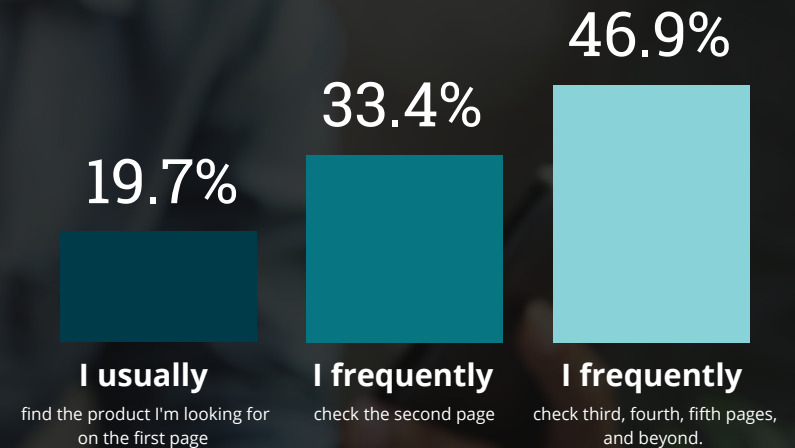 19.7%
33.4%
46.9%
I usually
find the product I'm looking for
on the first page
I frequently
check the second page
I frequently
check third, fourth, fifth pages,
and beyond.